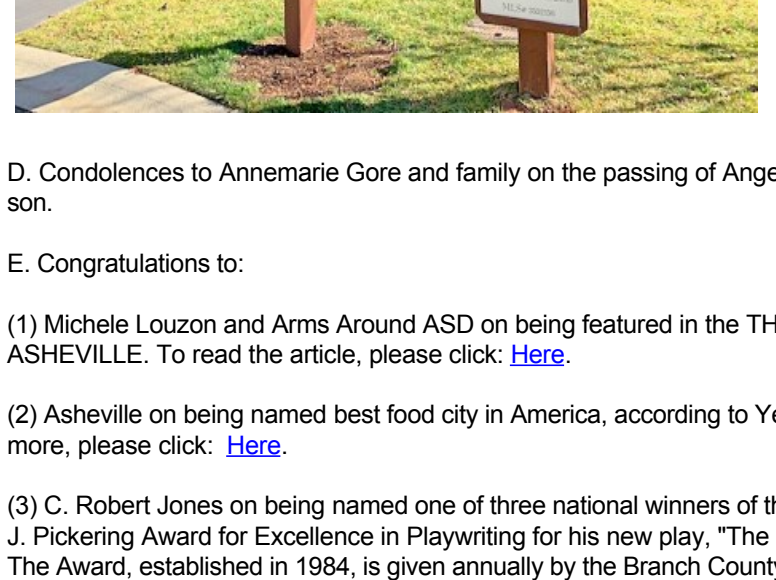 MLS#
D. Condolences to Annemarie Gore and family on the passing of Ange
son.
E. Congratulations to:
(1) Michele Louzon and Arms Around ASD on being featured in the TH
ASHEVILLE. To read the article, please click: Here.
(2) Asheville on being named best food city in America, according to Ye
more, please click: Here.
(3) C. Robert Jones on being named one of three national winners of th
J. Pickering Award for Excellence in Playwriting for his new play, "The
The Award, established in 1984, is given annually by the Branch County